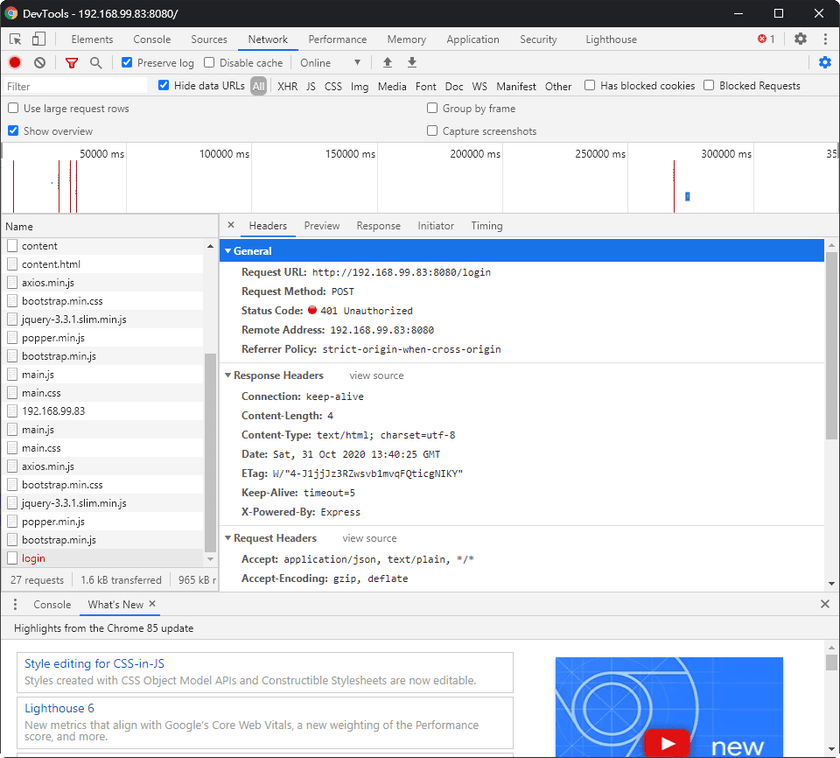 DevTools - 192.168.99.83:8080/
Elements Console Sources Network Performance Memory Application Security Lighthouse 1
Preserve log Disable cache Online
Filter Hide data URLs All XHR JS CSS Img Media Font Doc WS Manifest Other Has blocked cookies Blocked Requests
Use large request rows Group by frame
Show overview Capture screenshots
50000 ms 100000 ms 150000 ms 200000 ms 250000 ms 300000 ms 35
Name
content
content.html
axios.min.js
bootstrap.min.css
jquery-3.3.1.slim.min.js
popper.min.js
bootstrap.min.js
main.js
main.css
192.168.99.83
main.js
main.css
axios.min.js
bootstrap.min.css
jquery-3.3.1.slim.min.js
popper.min.js
bootstrap.min.js
login
27 requests 1.6 kB transferred 965 kB r
Headers Preview Response Initiator Timing
General
Request URL: http://192.168.99.83:8080/login
Request Method: POST
Status Code: 401 Unauthorized
Remote Address: 192.168.99.83:8080
Referrer Policy: strict-origin-when-cross-origin
Response Headers view source
Connection: keep-alive
Content-Length: 4
Content-Type: text/html; charset=utf-8
Date: Sat, 31 Oct 2020 13:40:25 GMT
ETag: W/"4-J1jjJz3RZwsvb1mvqFQticgNIKY"
Keep-Alive: timeout=5
X-Powered-By: Express
Request Headers view source
Accept: application/json, text/plain, */*
Accept-Encoding: gzip, deflate
Console What's New
Highlights from the Chrome 85 update
Style editing for CSS-in-JS
Styles created with CSS Object Model APIs and Constructible Stylesheets are now editable.
Lighthouse 6
New metrics that align with Google's Core Web Vitals, a new weighting of the Performance
score, and more.
new